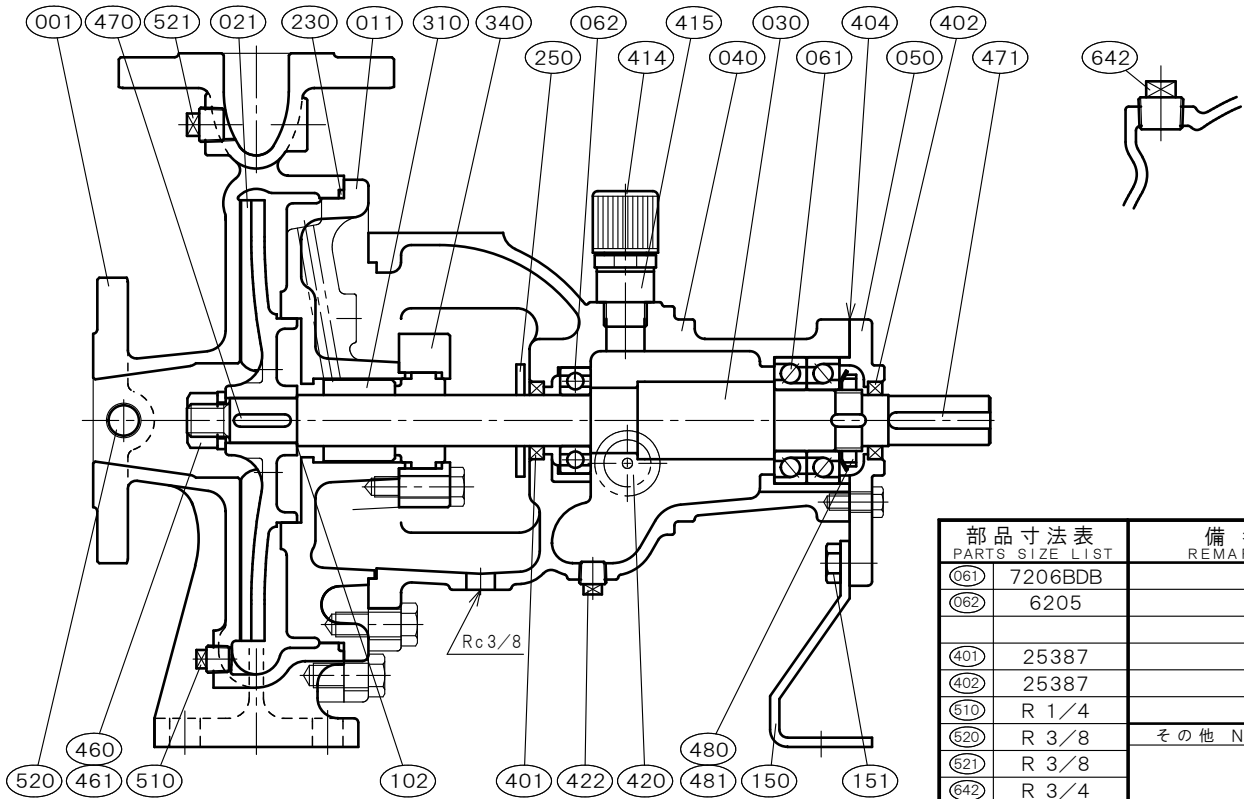 001 470 521 021 230 011 310 340 062 415 030 404 402
250 414 040 061 050 471 642
Rc3/8
部品寸法表 備
PARTS SIZE LIST
061 7206BDB
062 6205
401 25387
402 25387
510 R 1/4
520 R 3/8 その他
521 R 3/8
642 R 3/4
460 480
520 461 510 102 401 422 420 481 150 151